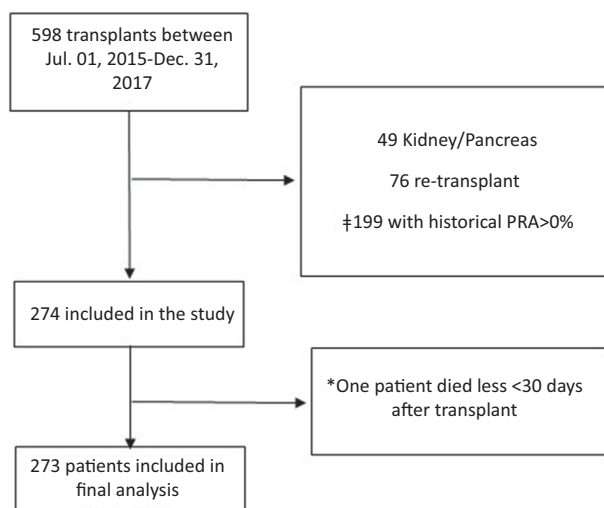 598 transplants between
Jul. 01, 2015-Dec. 31,
2017
49 Kidney/Pancreas
76 re-transplant
ǂ199 with historical PRA>0%
274 included in the study
*One patient died less <30 days
after transplant
273 patients included in
final analysis